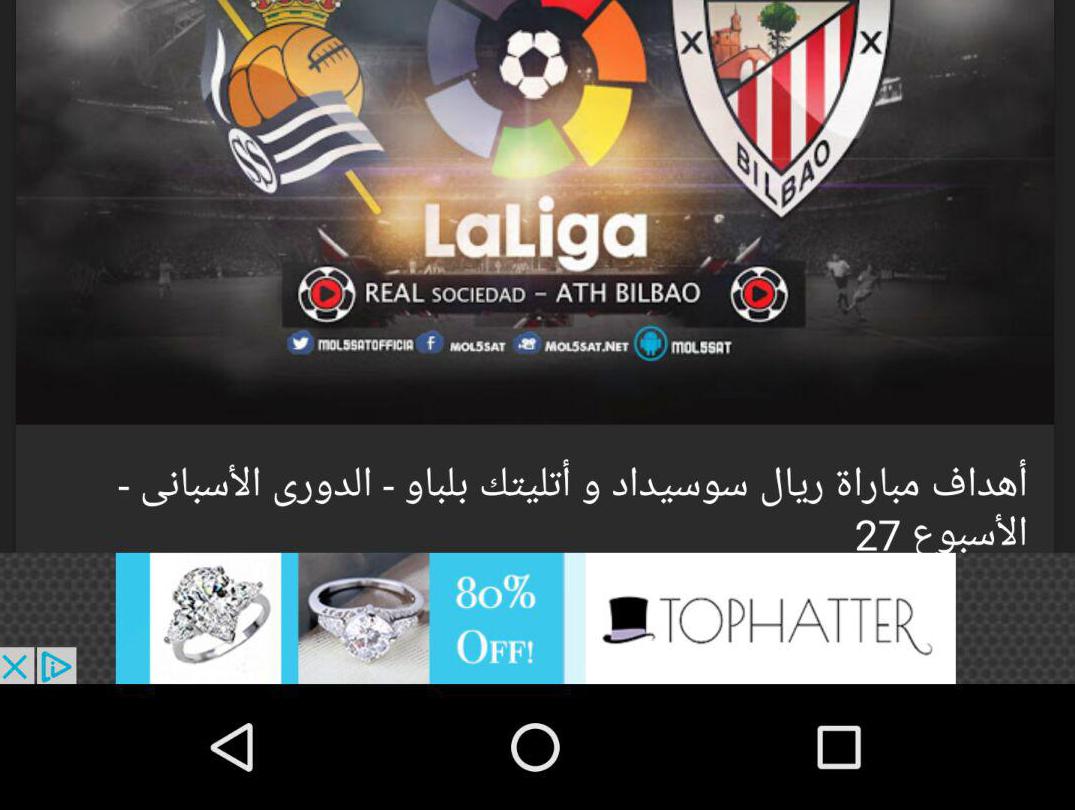 BILBAO
LaLiga
REAL SOCIEDAD – ATH BILBAO
MOL5SATOFFICIA MOL5SAT MOL5SAT.NET MOL5SAT
أهداف مباراة ريال سوسيداد و أتليتك بلباو - الدورى الأسبانى -
الأسبوع 27
80%
OFF!
TOPHATTER